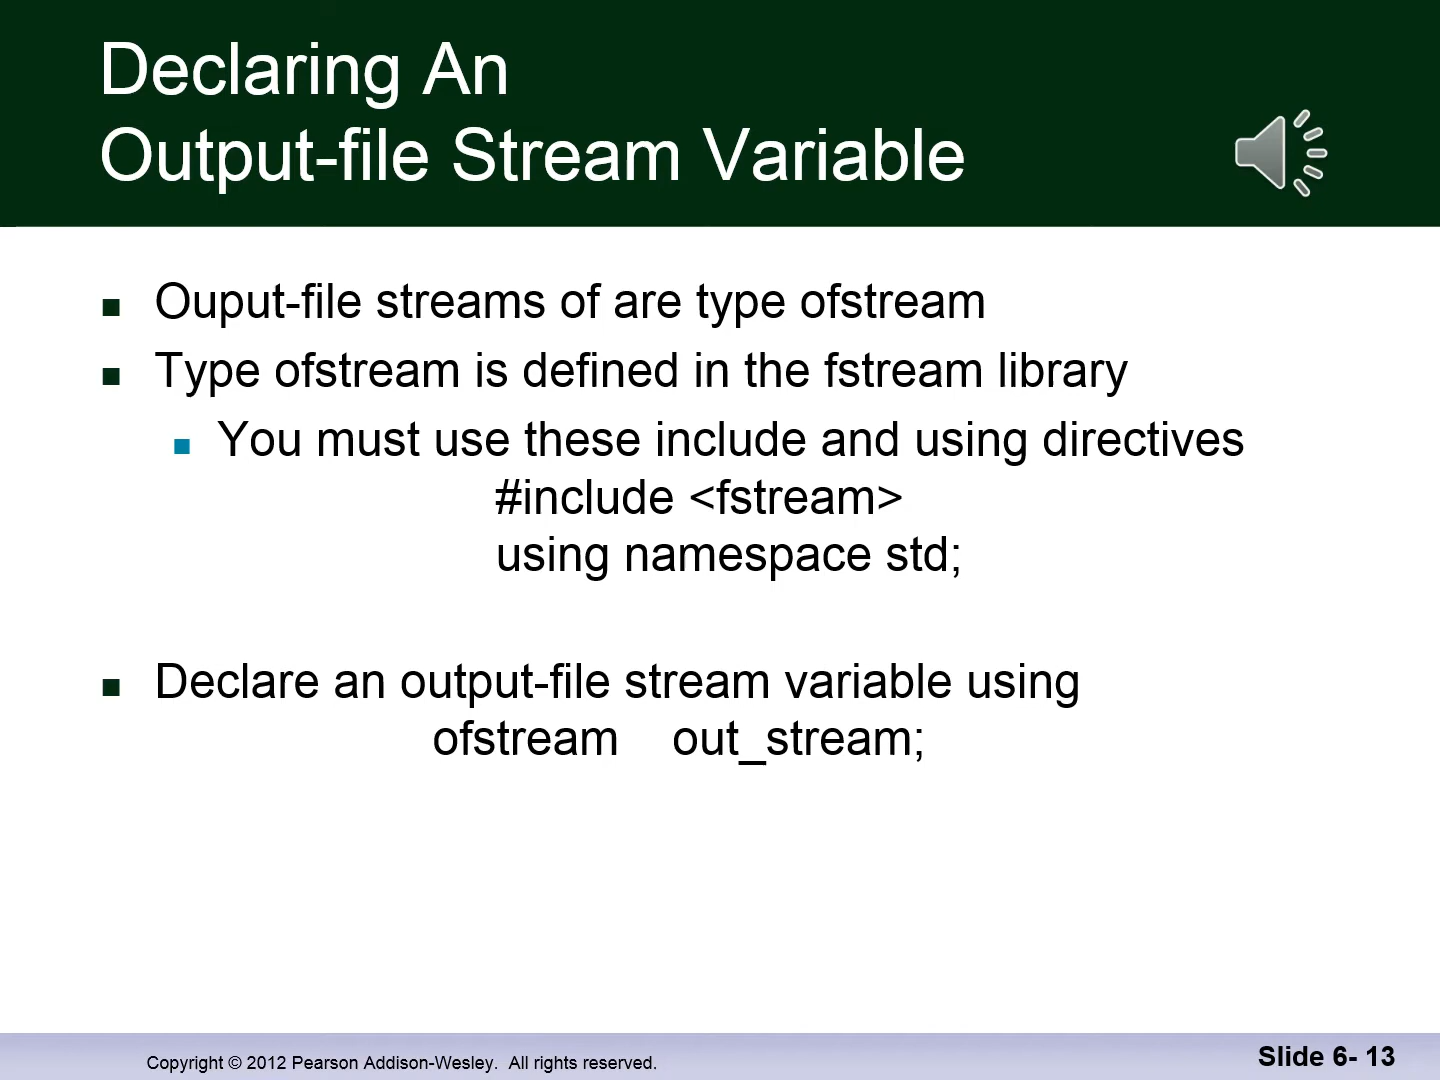 Declaring An
Output-file Stream Variable
Ouput-file streams of are type ofstream
Type ofstream is defined in the fstream library
You must use these include and using directives
#include <fstream>
using namespace std;
Declare an output-file stream variable using
ofstream out_stream;
Copyright © 2012 Pearson Addison-Wesley. All rights reserved.
Slide 6- 13